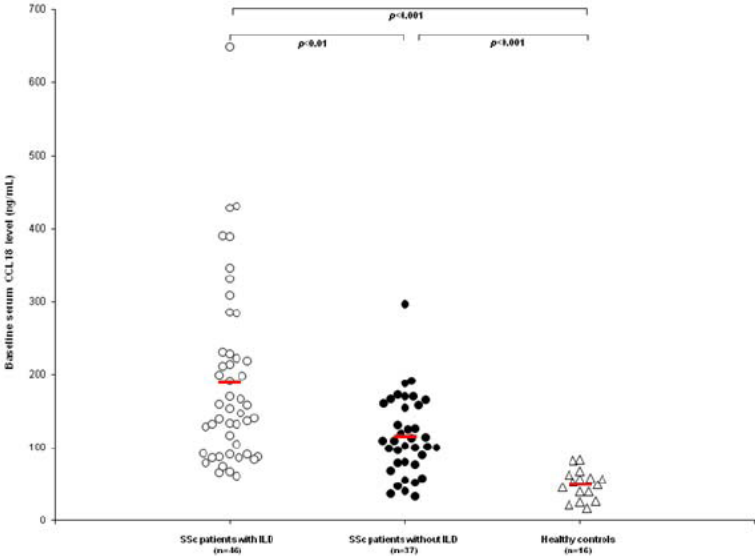 700
p<0.001
p<0.01
p<0.001
600
500
400
300
200
100
0
Baseline serum CCL18 level (ng/mL)
SSc patients with ILD
(n=46)
SSc patients without ILD
(n=37)
Healthy controls
(n=16)